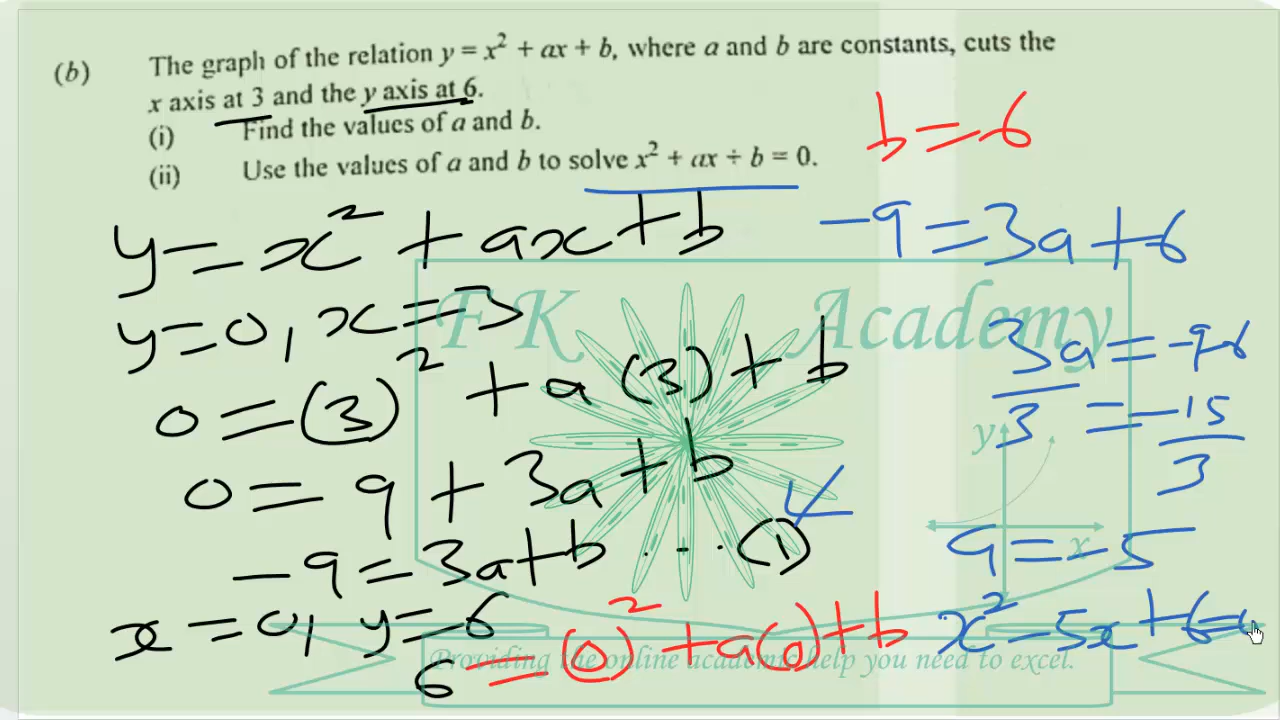 (b) The graph of the relation y = x² + ax + b, where a and b are constants, cuts the
x axis at 3 and the y axis at 6.
(i) Find the values of a and b.
(ii) Use the values of a and b to solve x² + ax ÷ b = 0.
y = x² + ax + b
y = 0, x = 3
0 = (3)² + a(3) + b
0 = 9 + 3a + b
-9 = 3a + b ... (1)
x = 0, y = 6
6 = (0)² + a(0) + b
b = 6
-9 = 3a + 6
3a = -9-6
3 = -15
3
a = -5
x² - 5x + 6 = 0
FK Academy
y
x
Providing the online academic help you need to excel.